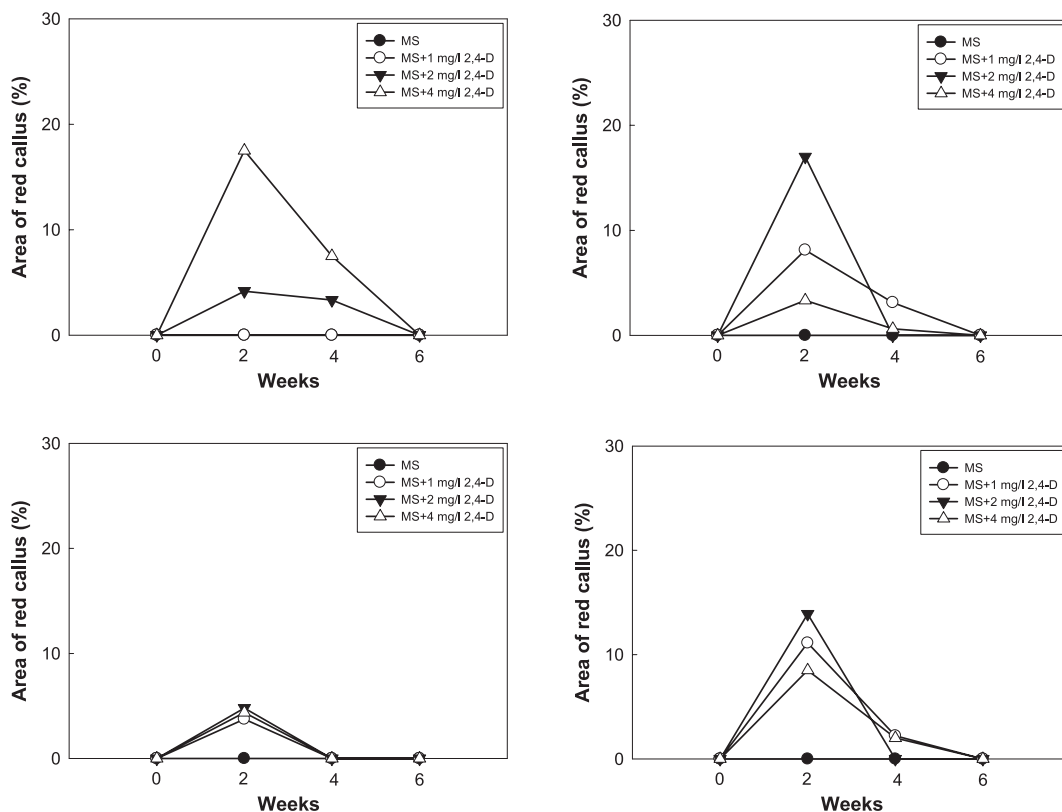 30
20
10
0
Area of red callus (%)
MS
MS+1 mg/l 2,4-D
MS+2 mg/l 2,4-D
MS+4 mg/l 2,4-D
0 2 4 6
Weeks
30
20
10
0
Area of red callus (%)
MS
MS+1 mg/l 2,4-D
MS+2 mg/l 2,4-D
MS+4 mg/l 2,4-D
0 2 4 6
Weeks
30
20
10
0
Area of red callus (%)
MS
MS+1 mg/l 2,4-D
MS+2 mg/l 2,4-D
MS+4 mg/l 2,4-D
0 2 4 6
Weeks
30
20
10
0
Area of red callus (%)
MS
MS+1 mg/l 2,4-D
MS+2 mg/l 2,4-D
MS+4 mg/l 2,4-D
0 2 4 6
Weeks